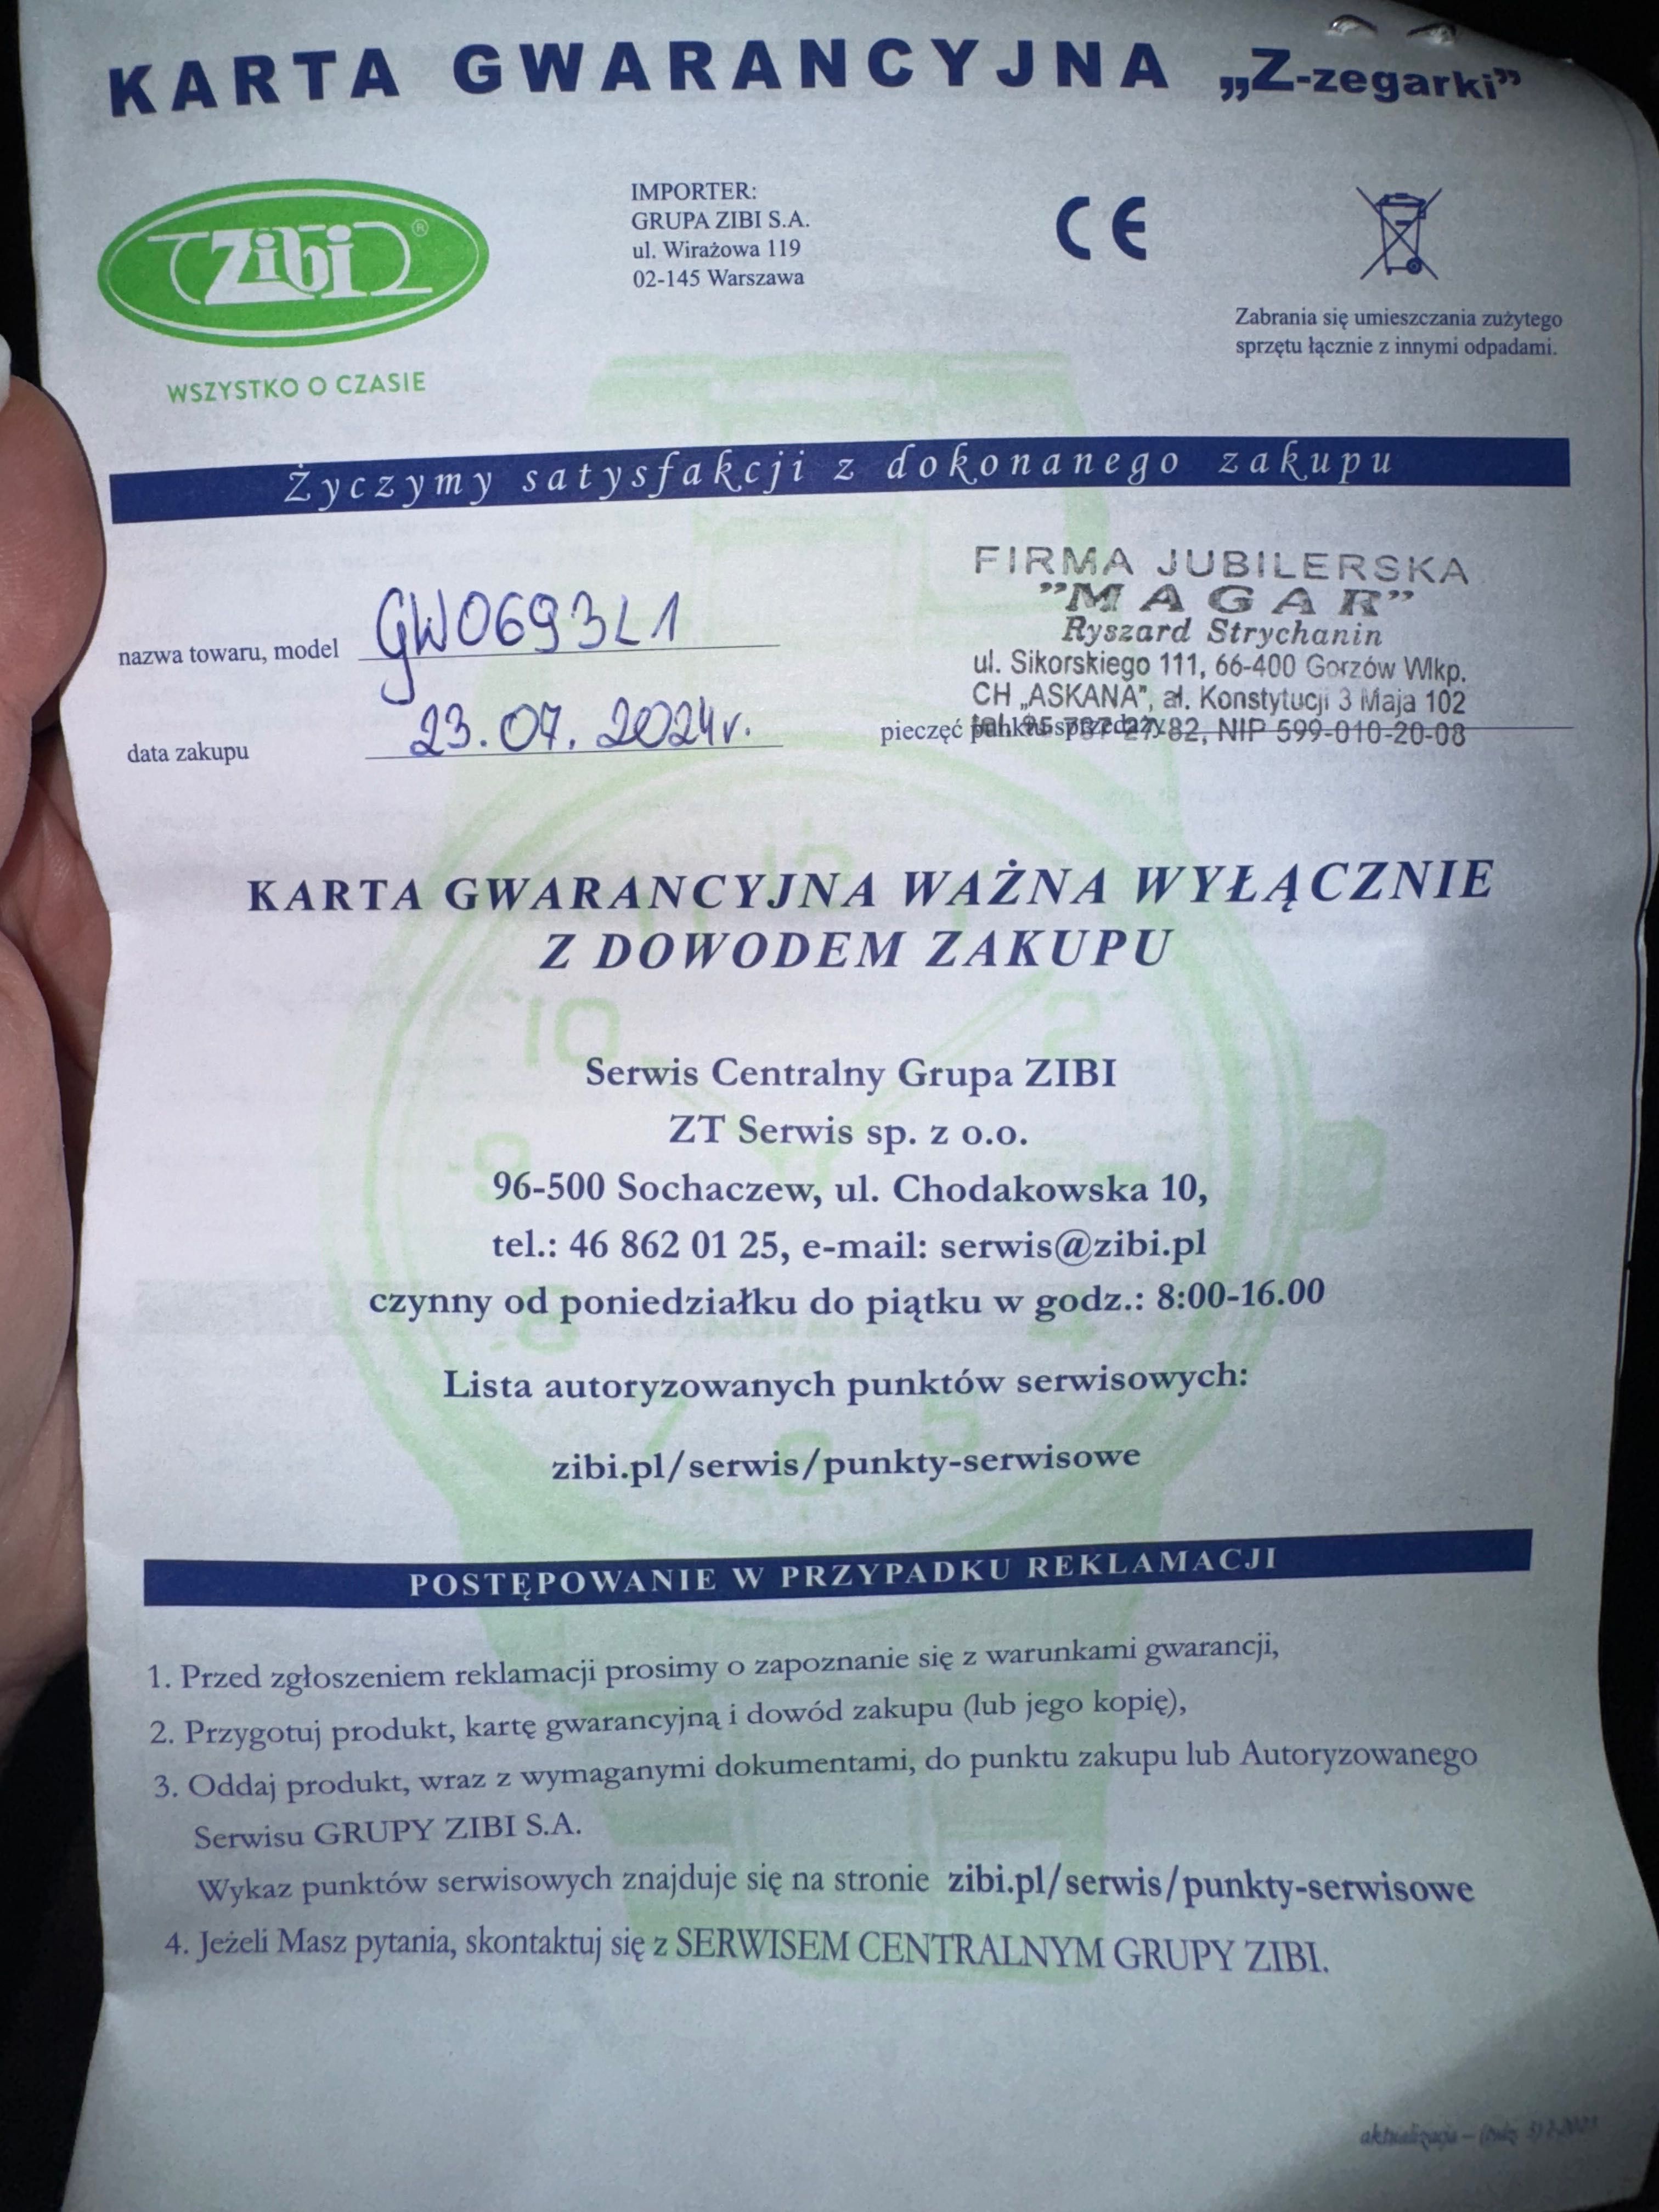 KARTA GWARANCYJNA „Z-zegarki”
Zibi®
WSZYSTKO O CZASIE
IMPORTER:
GRUPA ZIBI S.A.
ul. Wirażowa 119
02-145 Warszawa
CE
Zabrania się umieszczania zużytego
sprzętu łącznie z innymi odpadami.
Życzymy satysfakcji z dokonanego zakupu
nazwa towaru, model GW0693L1
data zakupu 23.07.2024r.
FIRMA JUBILERSKA
"MAGAR"
Ryszard Strychanin
ul. Sikorskiego 111, 66-400 Gorzów Wlkp.
CH „ASKANA", al. Konstytucji 3 Maja 102
tel. 95 737-27-82, NIP 599-010-20-08
pieczęć punktu sprzedaży
KARTA GWARANCYJNA WAŻNA WYŁĄCZNIE
Z DOWODEM ZAKUPU
Serwis Centralny Grupa ZIBI
ZT Serwis sp. z o.o.
96-500 Sochaczew, ul. Chodakowska 10,
tel.: 46 862 01 25, e-mail: serwis@zibi.pl
czynny od poniedziałku do piątku w godz.: 8:00-16.00
Lista autoryzowanych punktów serwisowych:
zibi.pl/serwis/punkty-serwisowe
POSTĘPOWANIE W PRZYPADKU REKLAMACJI
1. Przed zgłoszeniem reklamacji prosimy o zapoznanie się z warunkami gwarancji,
2. Przygotuj produkt, kartę gwarancyjną i dowód zakupu (lub jego kopię),
3. Oddaj produkt, wraz z wymaganymi dokumentami, do punktu zakupu lub Autoryzowanego
Serwisu GRUPY ZIBI S.A.
Wykaz punktów serwisowych znajduje się na stronie zibi.pl/serwis/punkty-serwisowe
4. Jeżeli Masz pytania, skontaktuj się z SERWISEM CENTRALNYM GRUPY ZIBI.
aktualizacja –